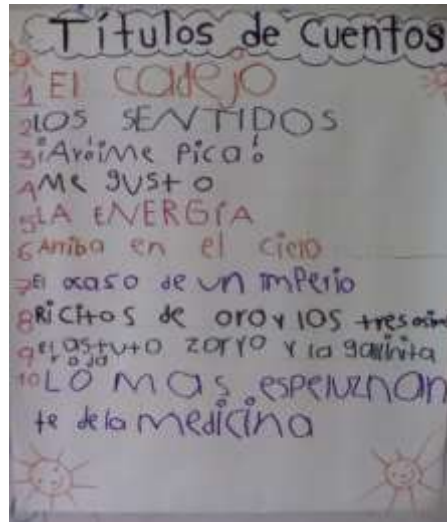 Títulos de cuentos
1 El cadejo
2 LOS SENTIDOS
3 ¡Aroime pica!
4 Me gusto
5 LA ENERGÍA
6 Arriba en el cielo
7 El ocaso de un imperio
8 Ricitos de oro y los tres
9 el astuto zorro y la gallinita
roja
10 LO MAS espeluznan
te de la medicina